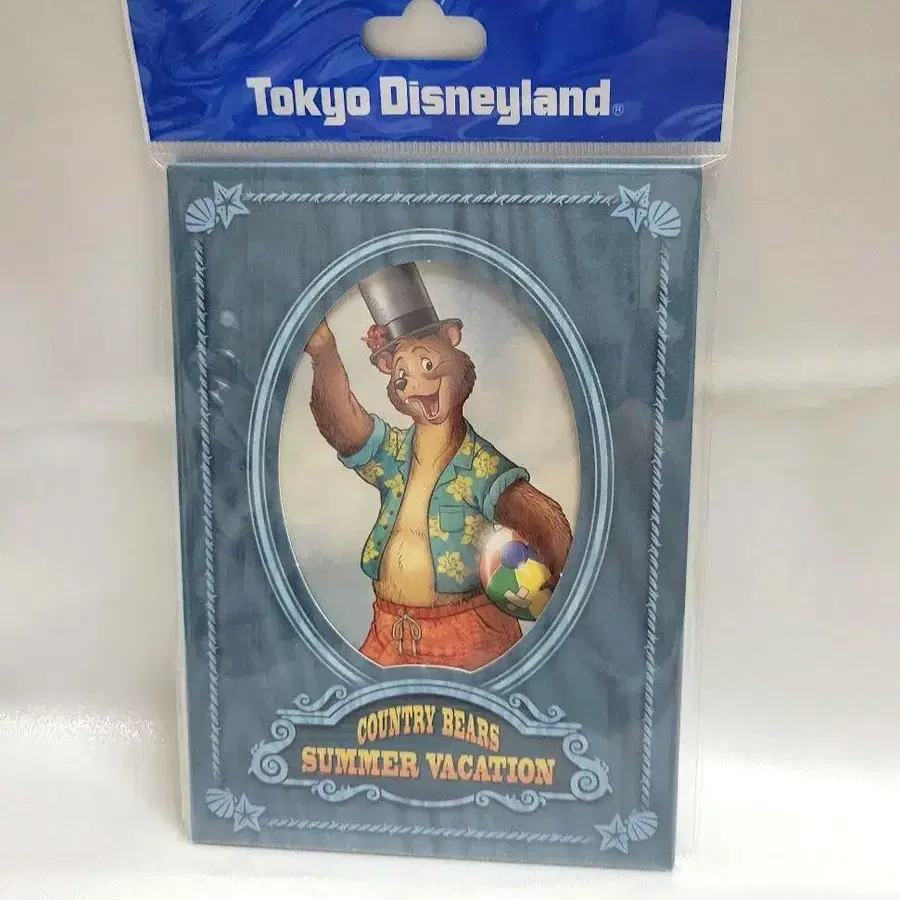 Tokyo Disneyland®
COUNTRY BEARS
SUMMER VACATION